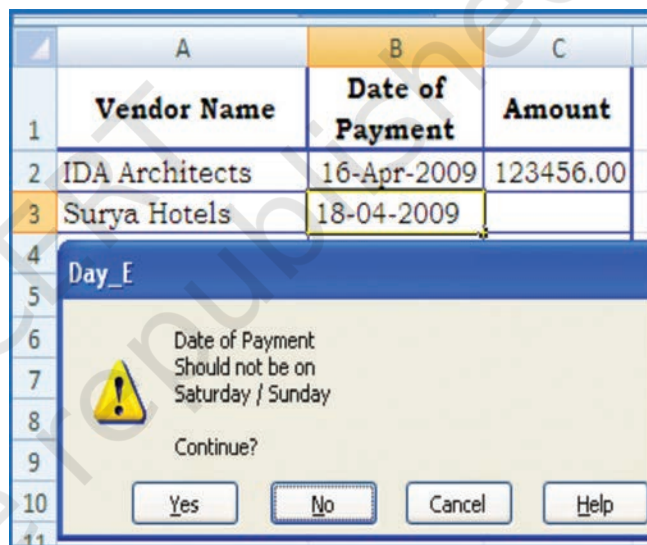 A B C
1 Vendor Name Date of Payment Amount
2 IDA Architects 16-Apr-2009 123456.00
3 Surya Hotels 18-04-2009
4
Day_E
5
6 Date of Payment
Should not be on
7 Saturday / Sunday
8
Continue?
9
10 Yes No Cancel Help
11